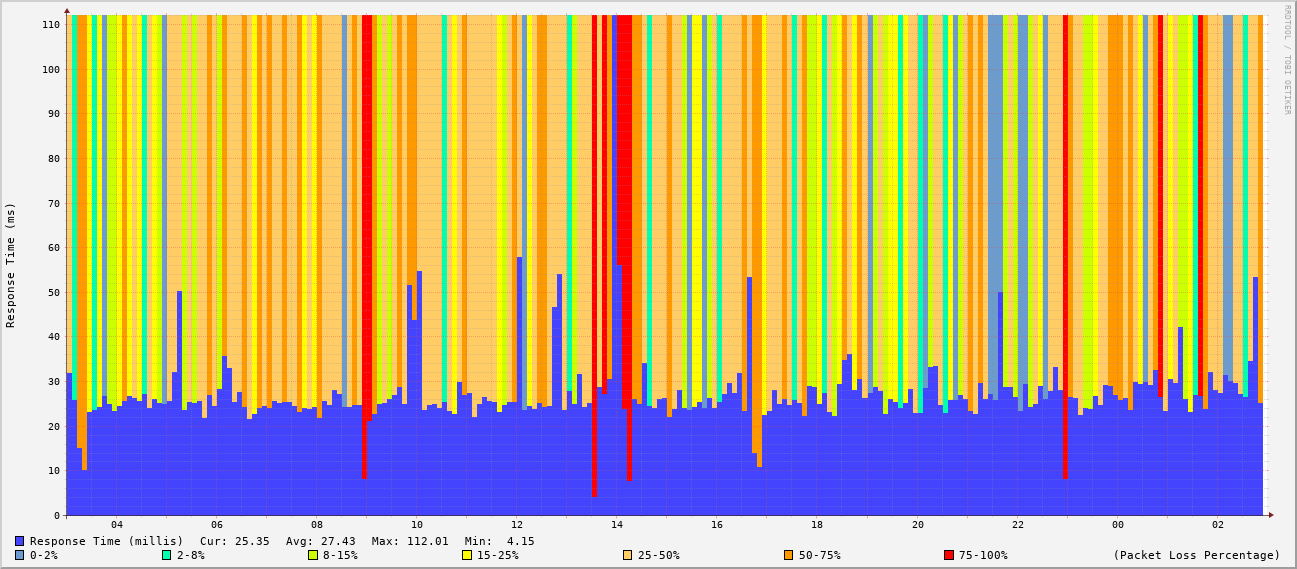 RRDTOOL / TOBI OETIKER
Response Time (ms)
110
100
90
80
70
60
50
40
30
20
10
0
04 06 08 10 12 14 16 18 20 22 00 02
Response Time (millis) Cur: 25.35 Avg: 27.43 Max: 112.01 Min: 4.15
0-2% 2-8% 8-15% 15-25% 25-50% 50-75% 75-100% (Packet Loss Percentage)